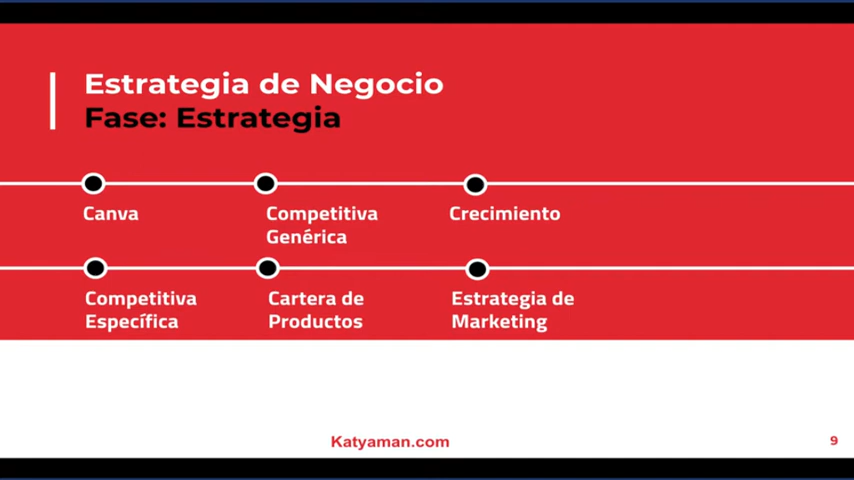 Estrategia de Negocio
Fase: Estrategia
Canva
Competitiva
Genérica
Crecimiento
Competitiva
Específica
Cartera de
Productos
Estrategia de
Marketing
Katyaman.com
9